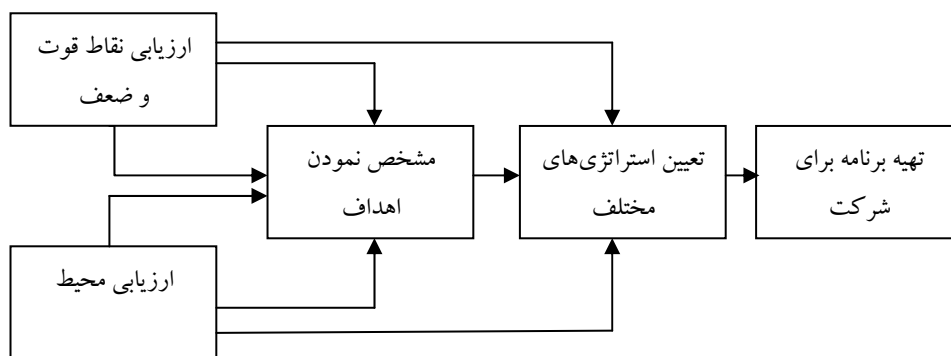 ارزیابی نقاط قوت
و ضعف
مشخص نمودن
اهداف
تعیین استراتژی‌های
مختلف
تهیه برنامه برای
شرکت
ارزیابی محیط